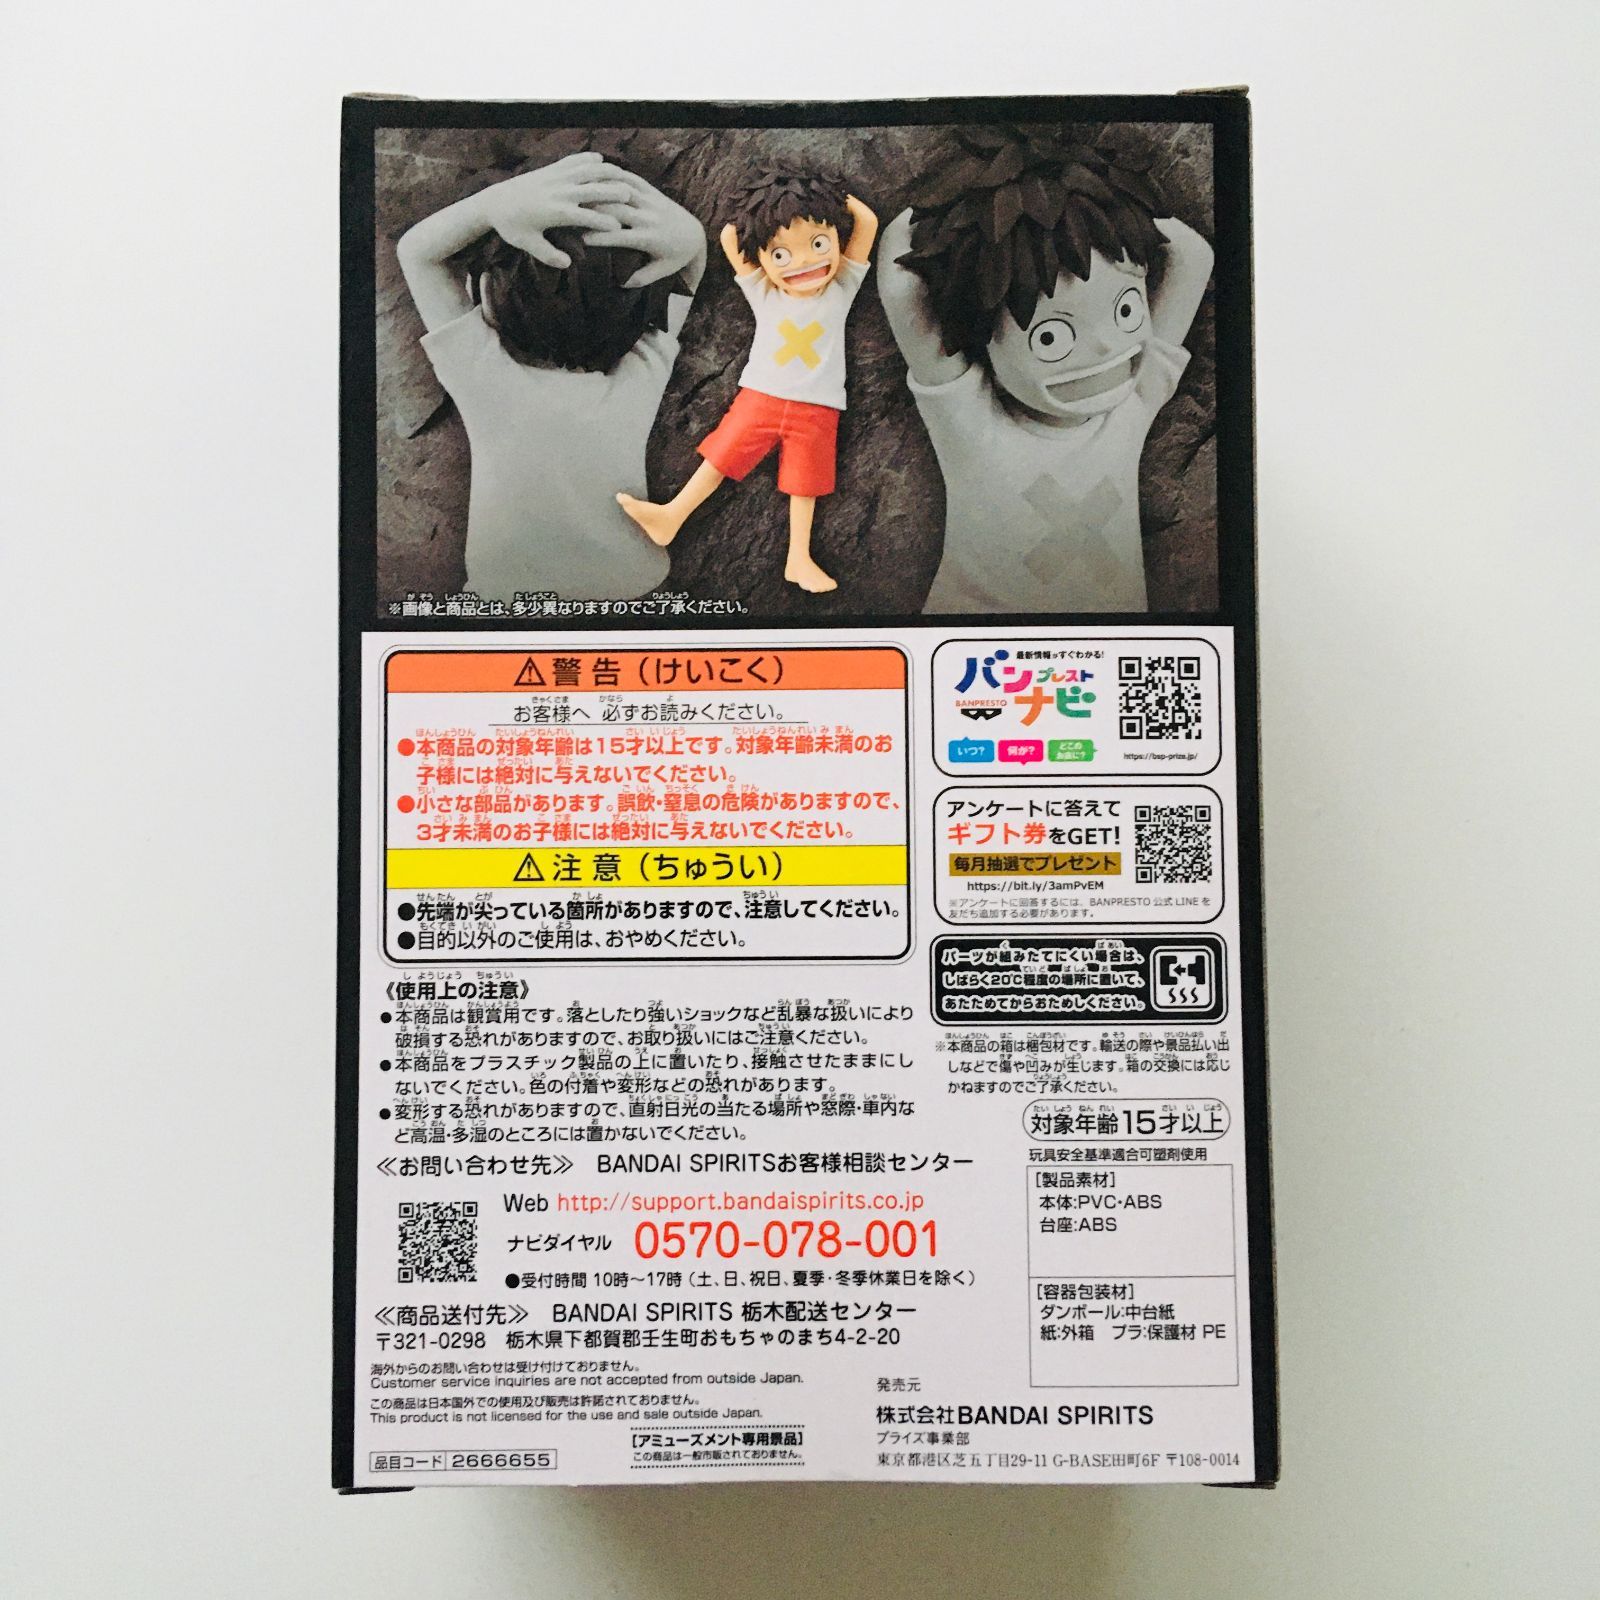 ※画像と商品とは、多少異なりますのでご了承ください。
⚠警告（けいこく）
お客様へ 必ずお読みください。
●本商品の対象年齢は15才以上です。対象年齢未満のお
子様には絶対に与えないでください。
●小さな部品があります。誤飲・窒息の危険がありますので、
3才未満のお子様には絶対に与えないでください。
⚠注意（ちゅうい）
●先端が尖っている箇所がありますので、注意してください。
●目的以外のご使用は、おやめください。
《使用上の注意》
●本商品は観賞用です。落としたり強いショックなど乱暴な扱いにより
破損する恐れがありますので、お取り扱いにはご注意ください。
●本商品をプラスチック製品の上に置いたり、接触させたままにし
ないでください。色の付着や変形などの恐れがあります。
●変形する恐れがありますので、直射日光の当たる場所や窓際・車内な
ど高温・多湿のところには置かないでください。
≪お問い合わせ先≫ BANDAI SPIRITSお客様相談センター
Web http://support.bandaispirits.co.jp
ナビダイヤル 0570-078-001
●受付時間 10時～17時（土、日、祝日、夏季・冬季休業日を除く）
≪商品送付先≫ BANDAI SPIRITS 栃木配送センター
〒321-0298 栃木県下都賀郡壬生町おもちゃのまち4-2-20
海外からのお問い合わせは受け付けておりません。
Customer service inquiries are not accepted from outside Japan.
この商品は日本国外での使用及び販売は許諾されておりません。
This product is not licensed for the use and sale outside Japan.
[アミューズメント専用景品]
この商品は一般市販されておりません。
品目コード 2666655
最新情報がすぐわかる!
バンプレスト
BANPRESTO
ナビ
いつ? 何が? どこのお店に?
https://bsp-prize.jp/
アンケートに答えて
ギフト券をGET!
毎月抽選でプレゼント
https://bit.ly/3amPvEM
※アンケートに回答するには、BANPRESTO 公式 LINE を
友だち追加する必要があります。
パーツが組みたてにくい場合は、
しばらく20℃程度の場所に置いて、
あたためてからおためしください。
※本商品の箱は梱包材です。輸送の際や景品払い出
しなどで傷や凹みが生じます。箱の交換には応じ
かねますのでご了承ください。
対象年齢15才以上
玩具安全基準適合可塑剤使用
[製品素材]
本体:PVC・ABS
台座:ABS
[容器包装材]
ダンボール:中台紙
紙:外箱 プラ:保護材 PE
発売元
株式会社BANDAI SPIRITS
プライズ事業部
東京都港区芝五丁目29-11 G-BASE田町6F 〒108-0014